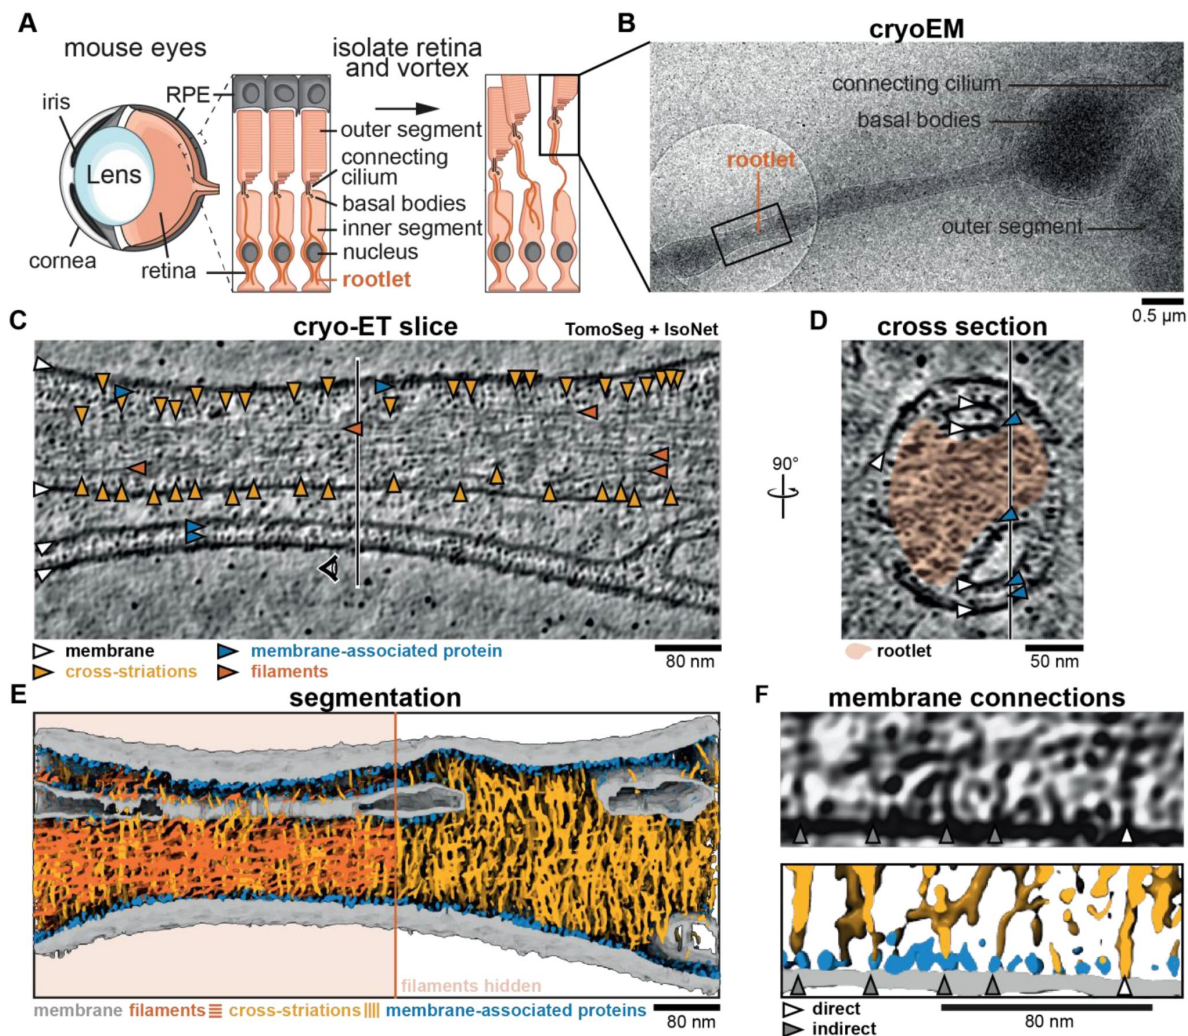 A
mouse eyes
isolate retina
and vortex
iris
RPE
Lens
cornea
retina
outer segment
connecting
cilium
basal bodies
inner segment
nucleus
rootlet
B
cryoEM
connecting cilium
basal bodies
rootlet
outer segment
0.5 μm
C
cryo-ET slice
TomoSeg + IsoNet
membrane
membrane-associated protein
cross-striations
filaments
80 nm
D
cross section
90°
rootlet
50 nm
E
segmentation
filaments hidden
membrane filaments cross-striations membrane-associated proteins
80 nm
F
membrane connections
direct
indirect
80 nm